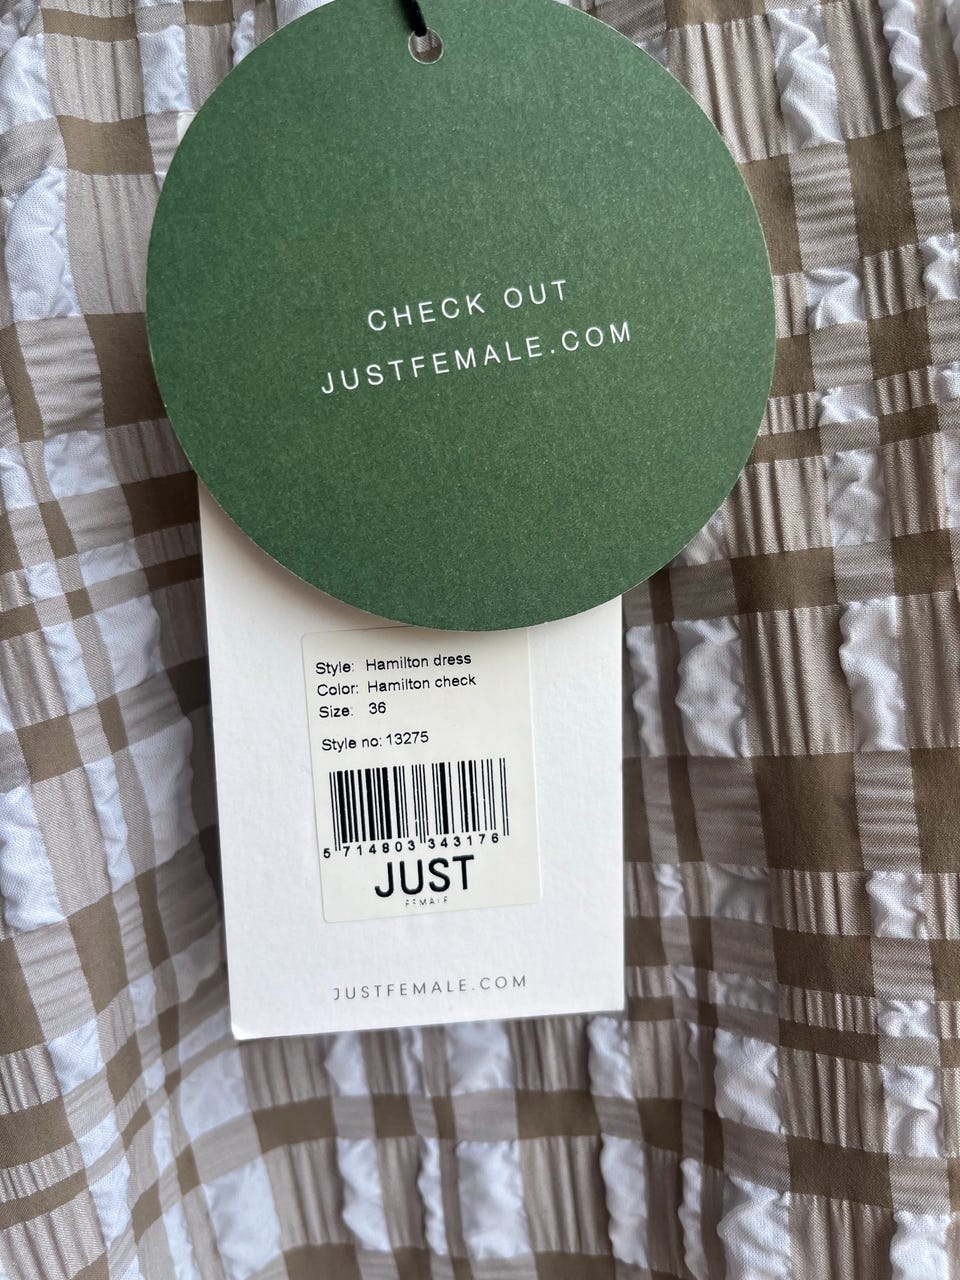 CHECK OUT
JUSTFEMALE.COM
Style: Hamilton dress
Color: Hamilton check
Size: 36
Style no: 13275
5 714803 343176
JUST
FEMALE
JUSTFEMALE.COM